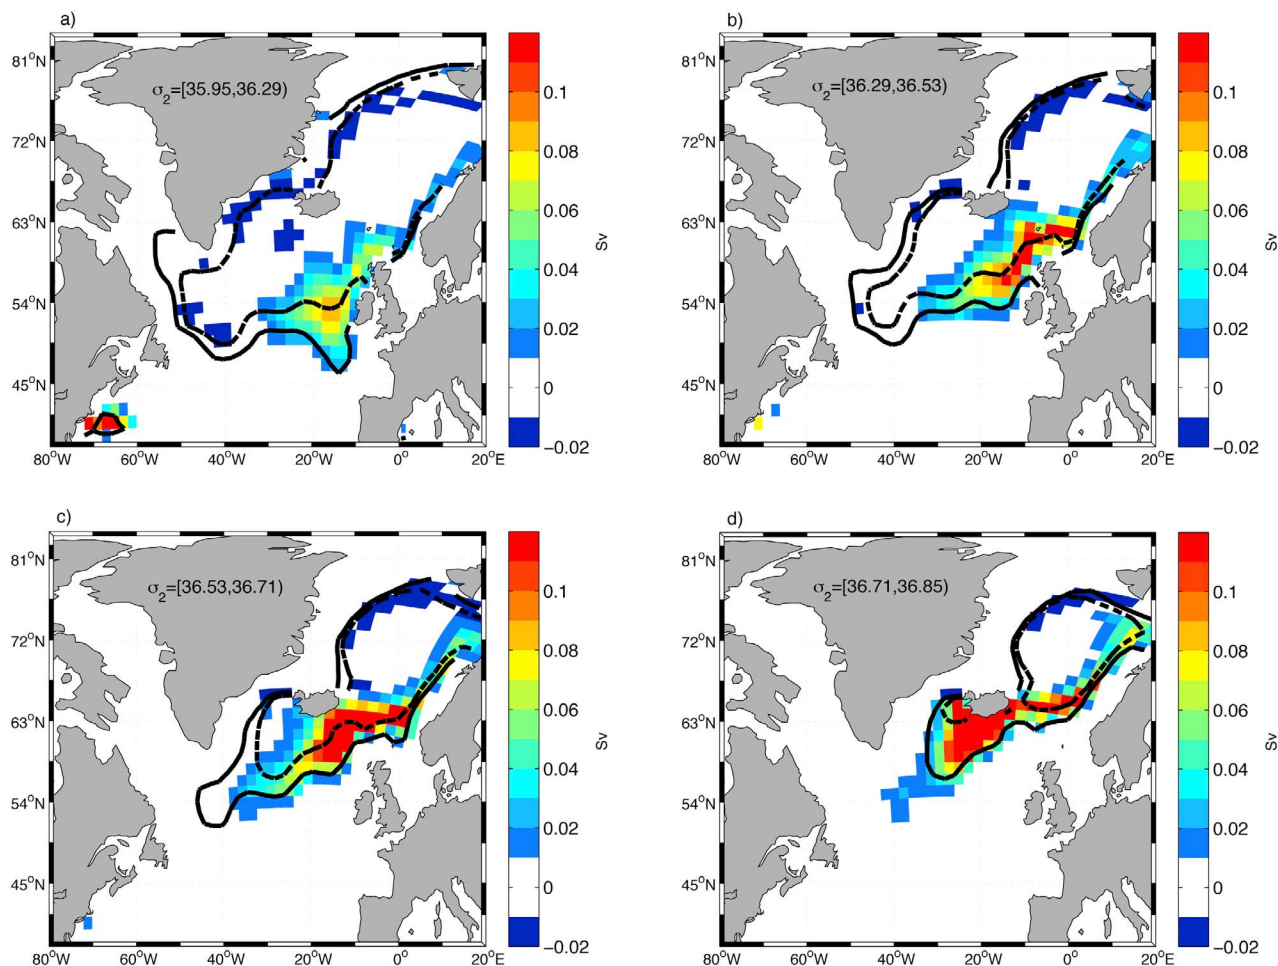 a)
81°N
72°N
63°N
54°N
45°N
80°W
60°W
40°W
20°W
0°
20°E
σ2=[35.95,36.29)
0.1
0.08
0.06
0.04
0.02
0
−0.02
Sv
b)
81°N
72°N
63°N
54°N
45°N
80°W
60°W
40°W
20°W
0°
20°E
σ2=[36.29,36.53)
0.1
0.08
0.06
0.04
0.02
0
−0.02
Sv
c)
81°N
72°N
63°N
54°N
45°N
80°W
60°W
40°W
20°W
0°
20°E
σ2=[36.53,36.71)
0.1
0.08
0.06
0.04
0.02
0
−0.02
Sv
d)
81°N
72°N
63°N
54°N
45°N
80°W
60°W
40°W
20°W
0°
20°E
σ2=[36.71,36.85)
0.1
0.08
0.06
0.04
0.02
0
−0.02
Sv